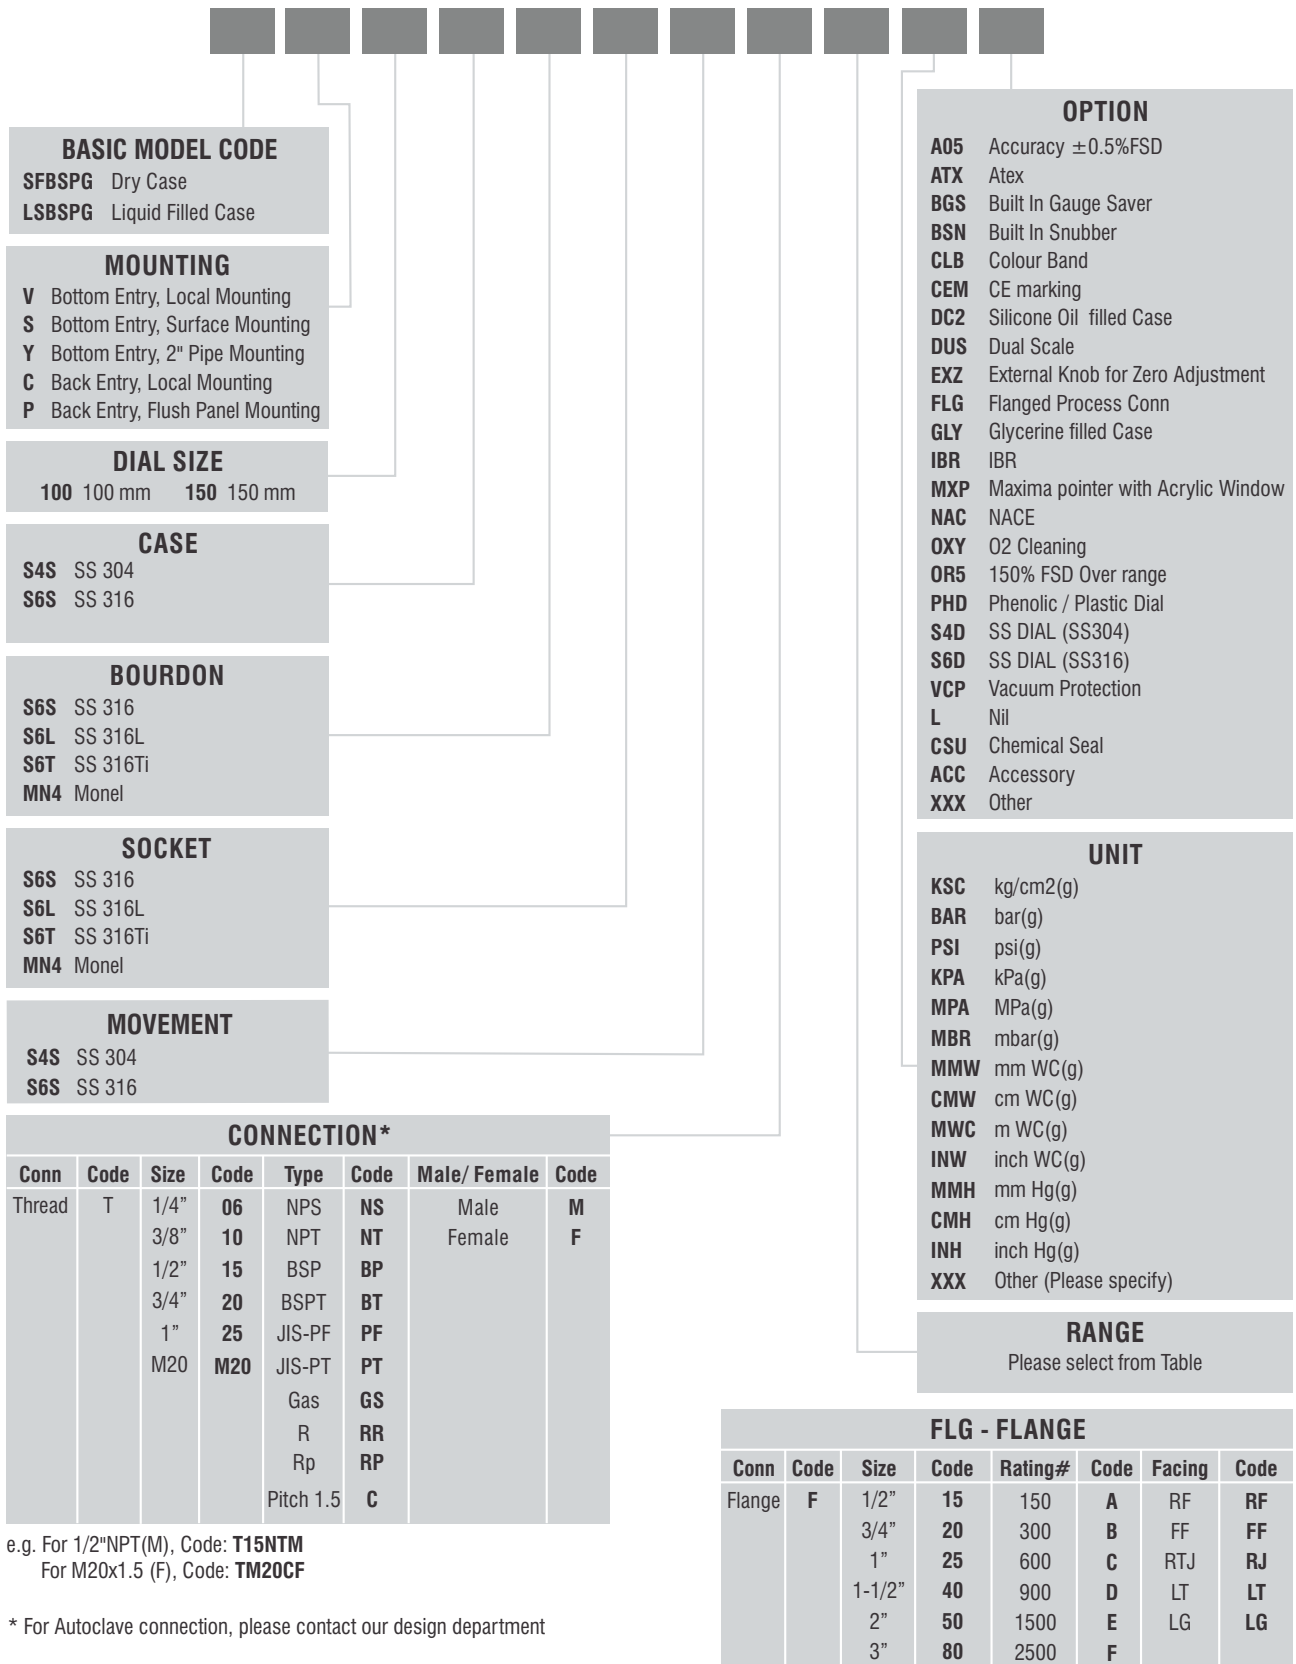 BASIC MODEL CODE
SFBSPG Dry Case
LSBSPG Liquid Filled Case
MOUNTING
V Bottom Entry, Local Mounting
S Bottom Entry, Surface Mounting
Y Bottom Entry, 2" Pipe Mounting
C Back Entry, Local Mounting
P Back Entry, Flush Panel Mounting
DIAL SIZE
100 100 mm 150 150 mm
CASE
S4S SS 304
S6S SS 316
BOURDON
S6S SS 316
S6L SS 316L
S6T SS 316Ti
MN4 Monel
SOCKET
S6S SS 316
S6L SS 316L
S6T SS 316Ti
MN4 Monel
MOVEMENT
S4S SS 304
S6S SS 316
CONNECTION*
Conn Code Size Code Type Code Male/ Female Code
Thread T 1/4” 06 NPS NS Male M
3/8” 10 NPT NT Female F
1/2” 15 BSP BP
3/4” 20 BSPT BT
1” 25 JIS-PF PF
M20 M20 JIS-PT PT
Gas GS
R RR
Rp RP
Pitch 1.5 C
e.g. For 1/2"NPT(M), Code: T15NTM
For M20x1.5 (F), Code: TM20CF
* For Autoclave connection, please contact our design department
OPTION
A05 Accuracy ±0.5%FSD
ATX Atex
BGS Built In Gauge Saver
BSN Built In Snubber
CLB Colour Band
CEM CE marking
DC2 Silicone Oil filled Case
DUS Dual Scale
EXZ External Knob for Zero Adjustment
FLG Flanged Process Conn
GLY Glycerine filled Case
IBR IBR
MXP Maxima pointer with Acrylic Window
NAC NACE
OXY O2 Cleaning
OR5 150% FSD Over range
PHD Phenolic / Plastic Dial
S4D SS DIAL (SS304)
S6D SS DIAL (SS316)
VCP Vacuum Protection
L Nil
CSU Chemical Seal
ACC Accessory
XXX Other
UNIT
KSC kg/cm2(g)
BAR bar(g)
PSI psi(g)
KPA kPa(g)
MPA MPa(g)
MBR mbar(g)
MMW mm WC(g)
CMW cm WC(g)
MWC m WC(g)
INW inch WC(g)
MMH mm Hg(g)
CMH cm Hg(g)
INH inch Hg(g)
XXX Other (Please specify)
RANGE
Please select from Table
FLG - FLANGE
Conn Code Size Code Rating# Code Facing Code
Flange F 1/2” 15 150 A RF RF
3/4” 20 300 B FF FF
1” 25 600 C RTJ RJ
1-1/2” 40 900 D LT LT
2” 50 1500 E LG LG
3” 80 2500 F